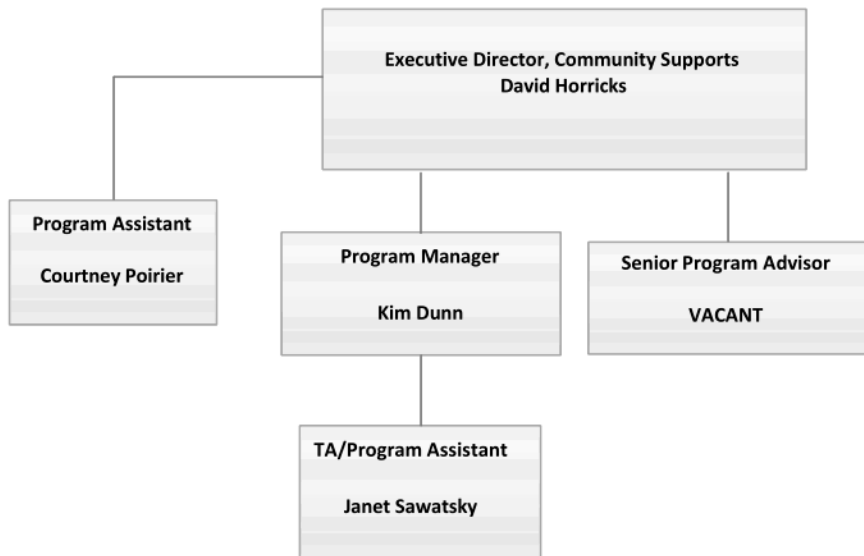 Executive Director, Community Supports
David Horricks
Program Assistant
Courtney Poirier
Program Manager
Kim Dunn
Senior Program Advisor
VACANT
TA/Program Assistant
Janet Sawatsky